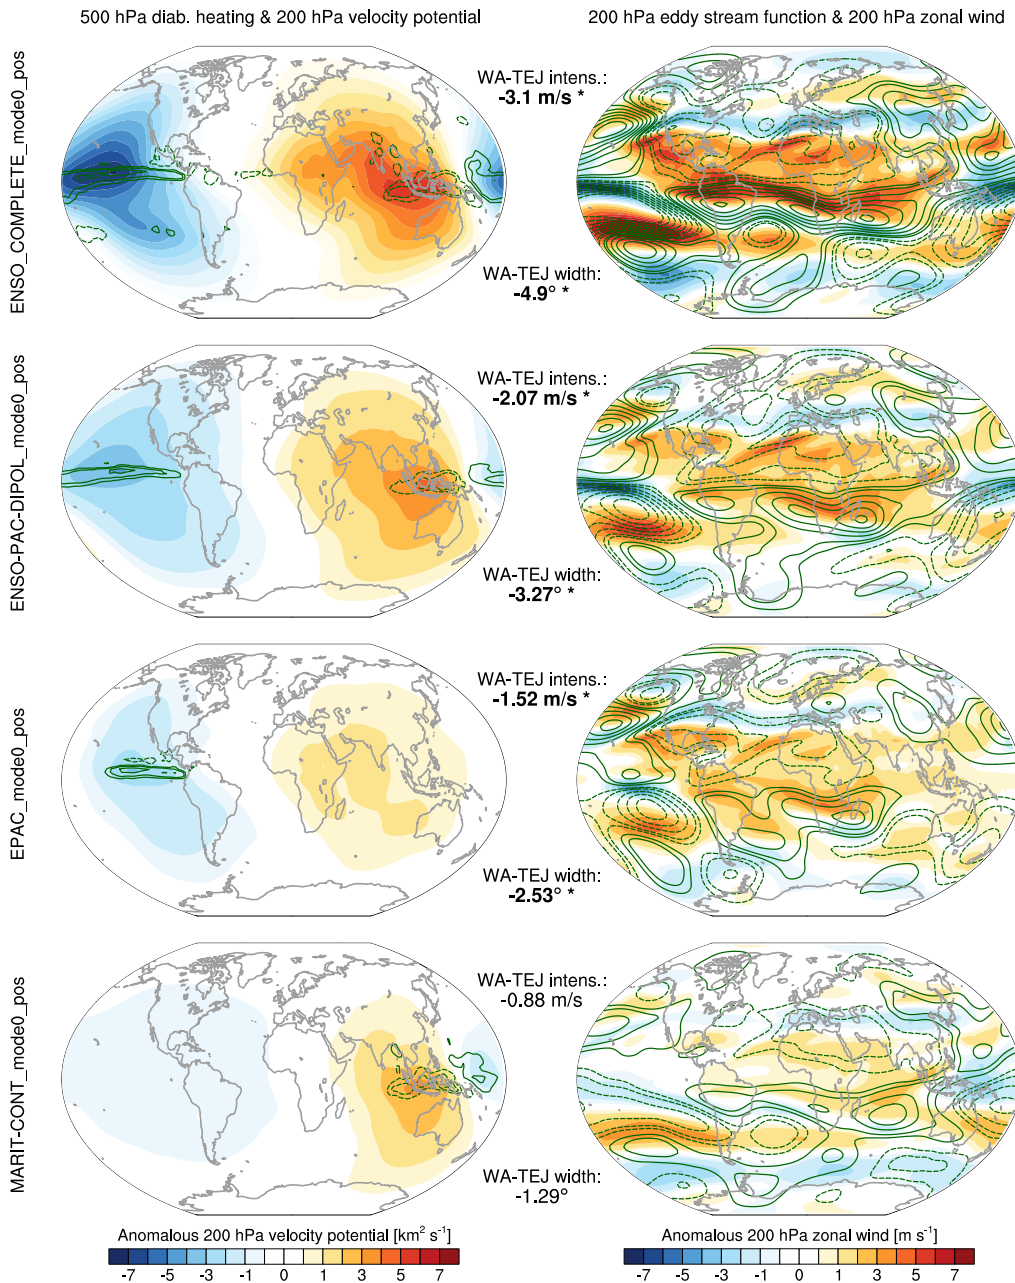 500 hPa diab. heating & 200 hPa velocity potential
200 hPa eddy stream function & 200 hPa zonal wind
ENSO_COMPLETE_mode0_pos
WA-TEJ intens.:
-3.1 m/s *
WA-TEJ width:
-4.9° *
ENSO-PAC-DIPOL_mode0_pos
WA-TEJ intens.:
-2.07 m/s *
WA-TEJ width:
-3.27° *
EPAC_mode0_pos
WA-TEJ intens.:
-1.52 m/s *
WA-TEJ width:
-2.53° *
MARIT-CONT_mode0_pos
WA-TEJ intens.:
-0.88 m/s
WA-TEJ width:
-1.29°
Anomalous 200 hPa velocity potential [km² s⁻¹]
-7 -5 -3 -1 0 1 3 5 7
Anomalous 200 hPa zonal wind [m s⁻¹]
-7 -5 -3 -1 0 1 3 5 7